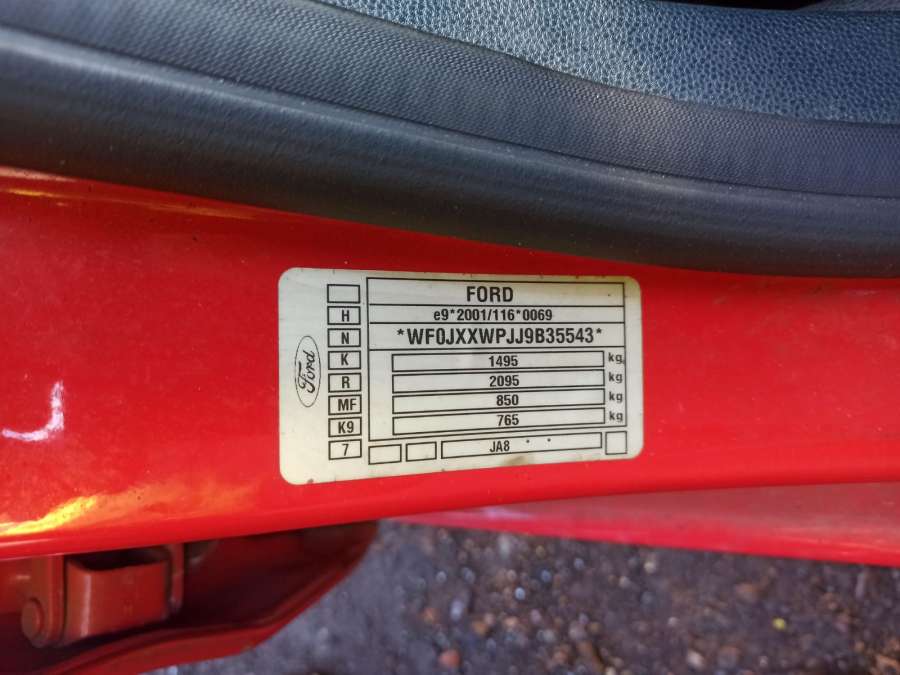 FORD
H e9*2001/116*0069
N *WF0JXXWPJJ9B35543*
K 1495 kg
R 2095 kg
MF 850 kg
K9 765 kg
7 JA8
Ford